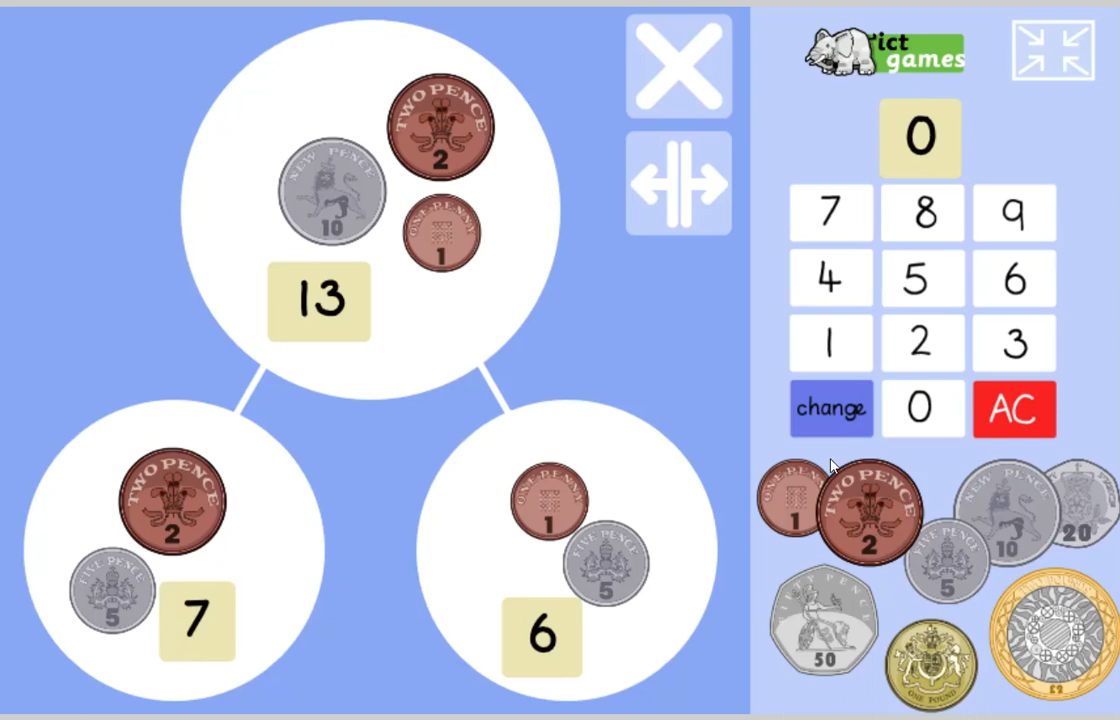 TWO PENCE
2
NEW PENCE
10
ONE PENNY
1
13
TWO PENCE
2
FIVE PENCE
5
7
ONE PENNY
1
FIVE PENCE
5
6
ict
games
0
7 8 9
4 5 6
1 2 3
change 0 AC
ONE PENNY
1
TWO PENCE
2
NEW PENCE
10
20
FIVE PENCE
5
FIFTY PENCE
50
ONE POUND
TWO POUNDS
£2